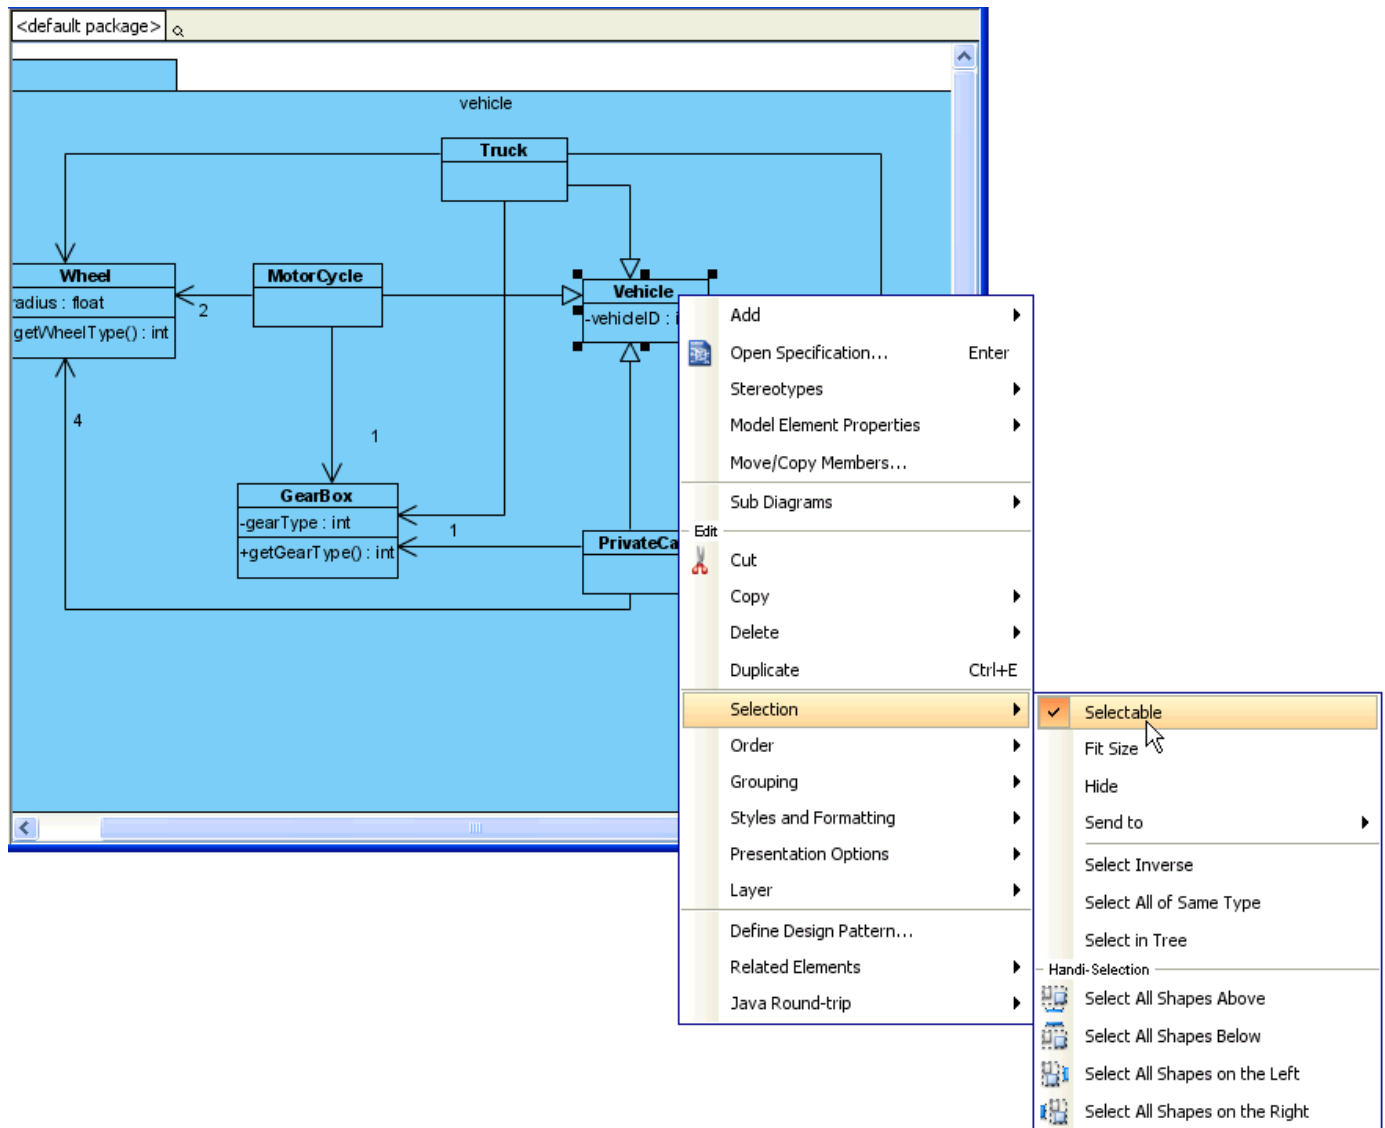 <default package>
vehicle
Truck
Wheel
radius : float
getWheelType() : int
2
MotorCycle
Vehicle
-vehicleID : i
4
1
GearBox
-gearType : int
+getGearType() : int
1
PrivateCa
Add
Open Specification... Enter
Stereotypes
Model Element Properties
Move/Copy Members...
Sub Diagrams
Edit
Cut
Copy
Delete
Duplicate Ctrl+E
Selection
Order
Grouping
Styles and Formatting
Presentation Options
Layer
Define Design Pattern...
Related Elements
Java Round-trip
Selectable
Fit Size
Hide
Send to
Select Inverse
Select All of Same Type
Select in Tree
Handi-Selection
Select All Shapes Above
Select All Shapes Below
Select All Shapes on the Left
Select All Shapes on the Right